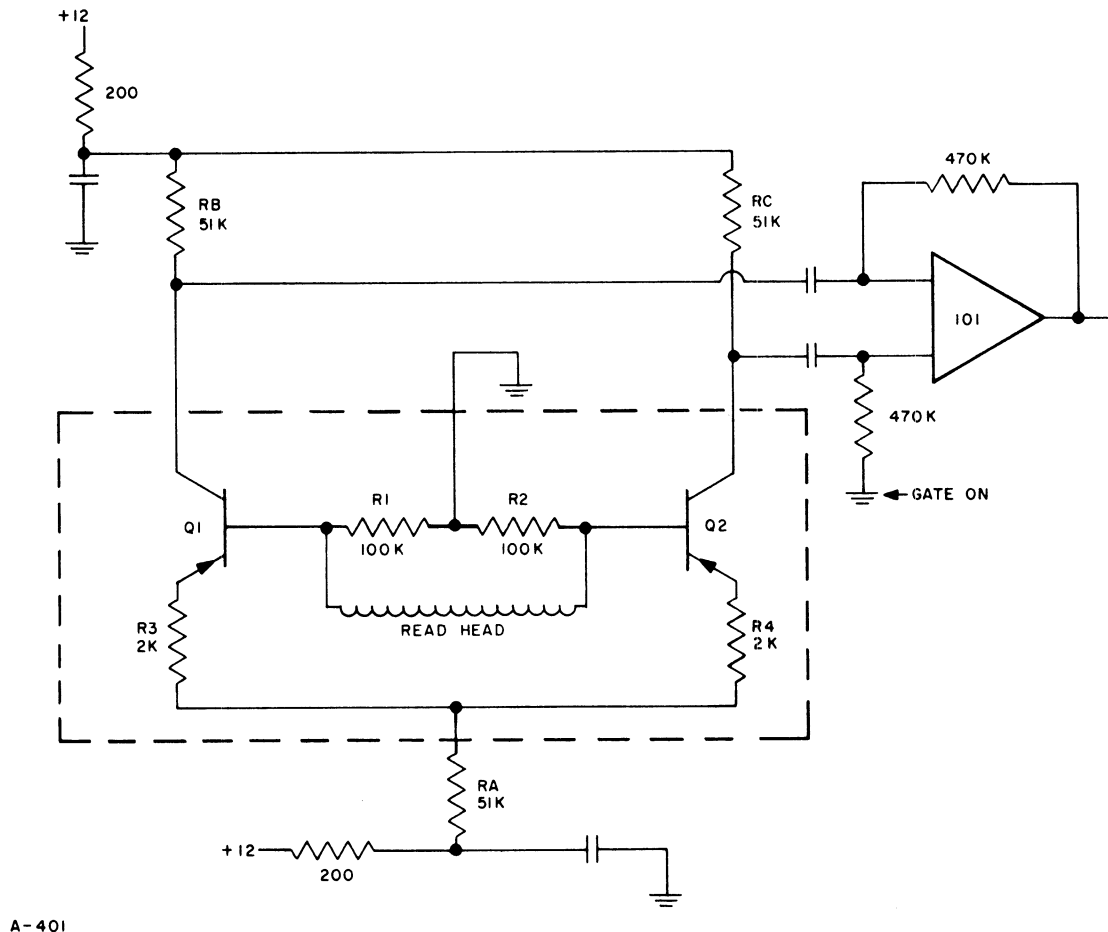 +12
200
RB
51K
RC
51K
470K
101
470K
GATE ON
R1
100K
R2
100K
Q1
Q2
READ HEAD
R3
2K
R4
2K
RA
51K
+12
200
A-401